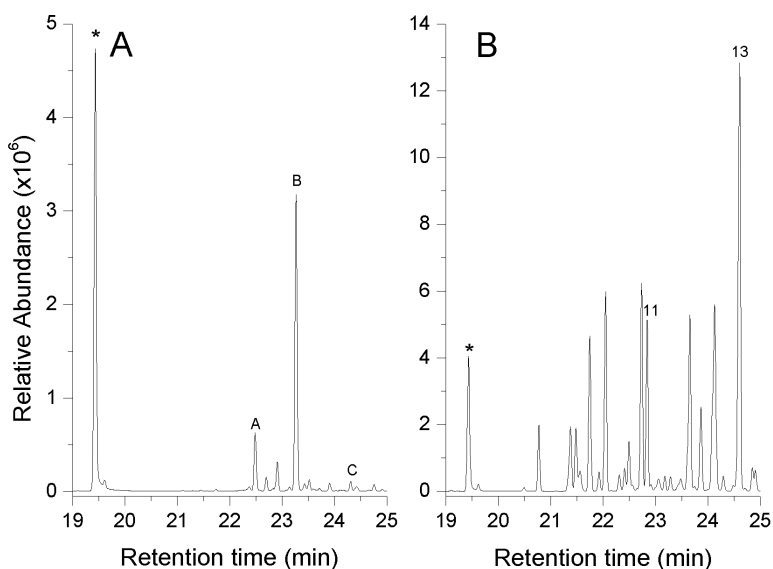 A
B
Relative Abundance (x10⁶)
5
4
3
2
1
0
*
A
B
C
19 20 21 22 23 24 25
Retention time (min)
14
12
10
8
6
4
2
0
*
11
13
19 20 21 22 23 24 25
Retention time (min)